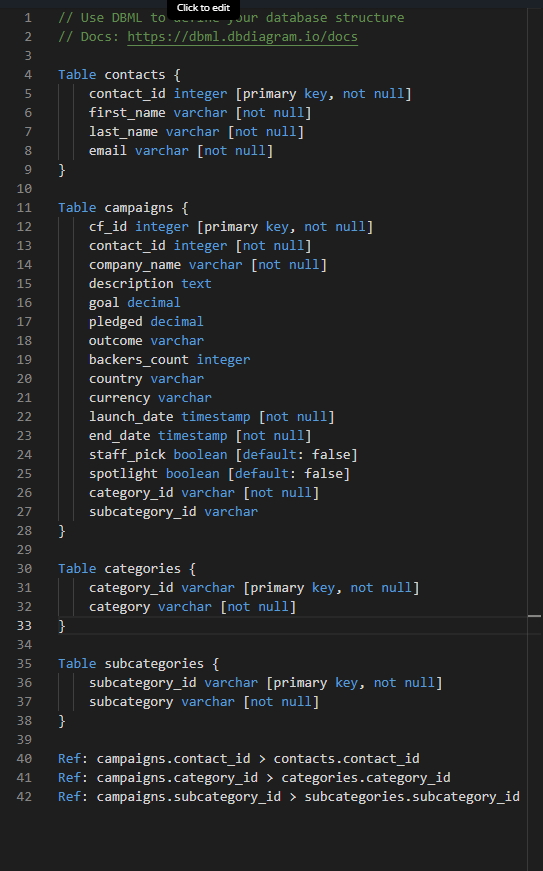 Click to edit
1 // Use DBML to define your database structure
2 // Docs: https://dbml.dbdiagram.io/docs
3
4 Table contacts {
5 contact_id integer [primary key, not null]
6 first_name varchar [not null]
7 last_name varchar [not null]
8 email varchar [not null]
9 }
10
11 Table campaigns {
12 cf_id integer [primary key, not null]
13 contact_id integer [not null]
14 company_name varchar [not null]
15 description text
16 goal decimal
17 pledged decimal
18 outcome varchar
19 backers_count integer
20 country varchar
21 currency varchar
22 launch_date timestamp [not null]
23 end_date timestamp [not null]
24 staff_pick boolean [default: false]
25 spotlight boolean [default: false]
26 category_id varchar [not null]
27 subcategory_id varchar
28 }
29
30 Table categories {
31 category_id varchar [primary key, not null]
32 category varchar [not null]
33 }
34
35 Table subcategories {
36 subcategory_id varchar [primary key, not null]
37 subcategory varchar [not null]
38 }
39
40 Ref: campaigns.contact_id > contacts.contact_id
41 Ref: campaigns.category_id > categories.category_id
42 Ref: campaigns.subcategory_id > subcategories.subcategory_id